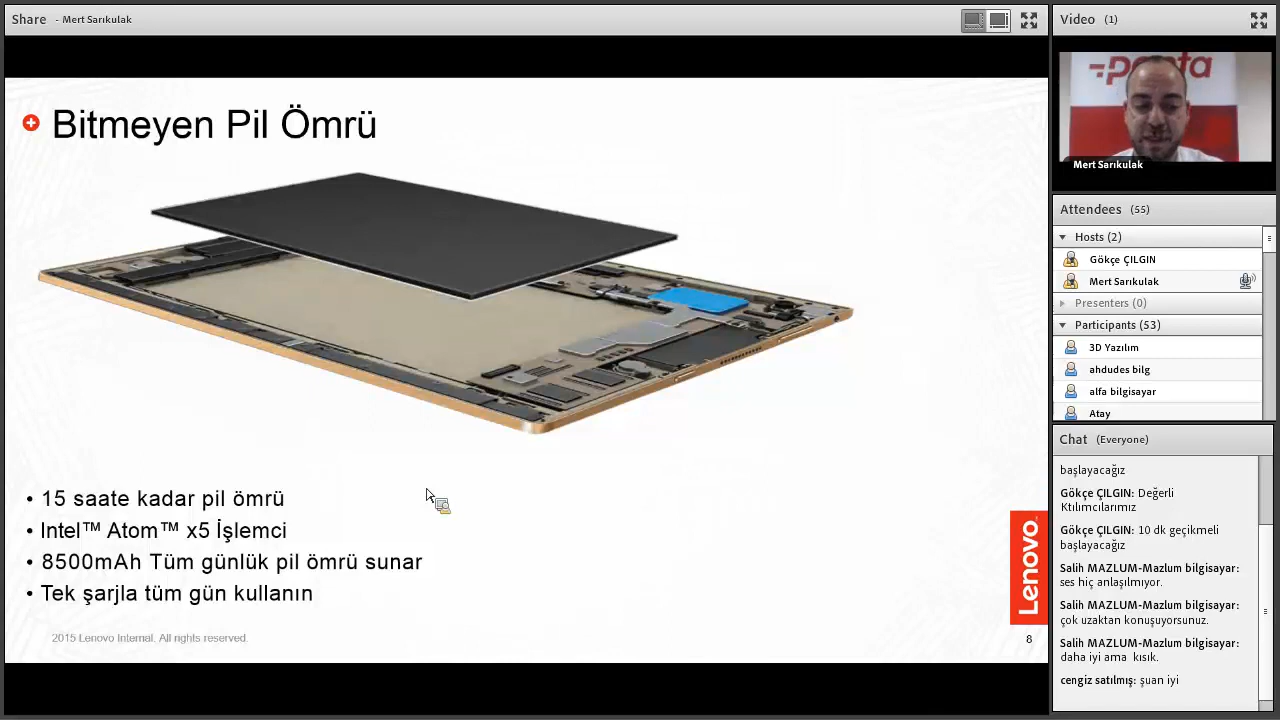 Share - Mert Sarıkulak
Bitmeyen Pil Ömrü
• 15 saate kadar pil ömrü
• Intel™ Atom™ x5 İşlemci
• 8500mAh Tüm günlük pil ömrü sunar
• Tek şarjla tüm gün kullanın
2015 Lenovo Internal. All rights reserved.
Lenovo
8
Video (1)
penta
Mert Sarıkulak
Attendees (55)
Hosts (2)
Gökçe ÇILGIN
Mert Sarıkulak
Presenters (0)
Participants (53)
3D Yazılım
ahdudes bilg
alfa bilgisayar
Atay
Chat (Everyone)
başlayacağız
Gökçe ÇILGIN: Değerli
Ktılımcılarımız
Gökçe ÇILGIN: 10 dk geçikmeli
başlayacağız
Salih MAZLUM-Mazlum bilgisayar:
ses hiç anlaşılmıyor.
Salih MAZLUM-Mazlum bilgisayar:
çok uzaktan konuşuyorsunuz.
Salih MAZLUM-Mazlum bilgisayar:
daha iyi ama kısık.
cengiz satılmış: şuan iyi